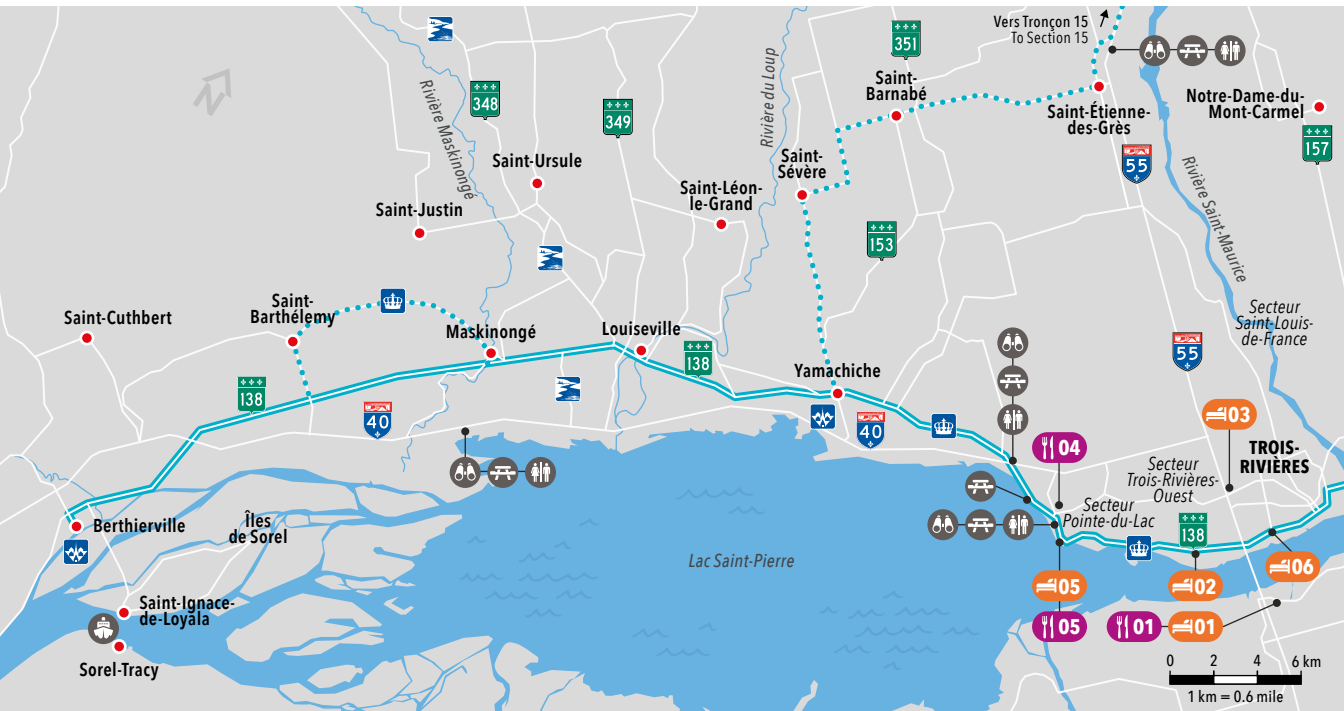 Vers Tronçon 15
To Section 15
351
348
349
Rivière Maskinongé
Rivière du Loup
Saint-
Barnabé
Saint-Étienne-
des-Grès
Notre-Dame-du-
Mont-Carmel
157
55
Saint-Ursule
Saint-
Sévère
Saint-Léon-
le-Grand
Saint-Justin
153
Rivière Saint-Maurice
N
Secteur
Saint-Louis-
de-France
Saint-Cuthbert
Saint-
Barthélemy
Maskinongé
Louiseville
138
55
Yamachiche
138
40
40
03
04
TROIS-
RIVIÈRES
Secteur
Trois-Rivières-
Ouest
Secteur
Pointe-du-Lac
138
Berthierville
Îles
de Sorel
Lac Saint-Pierre
06
05
02
Saint-Ignace-
de-Loyala
05
01
01
Sorel-Tracy
0 2 4 6 km
1 km = 0.6 mile